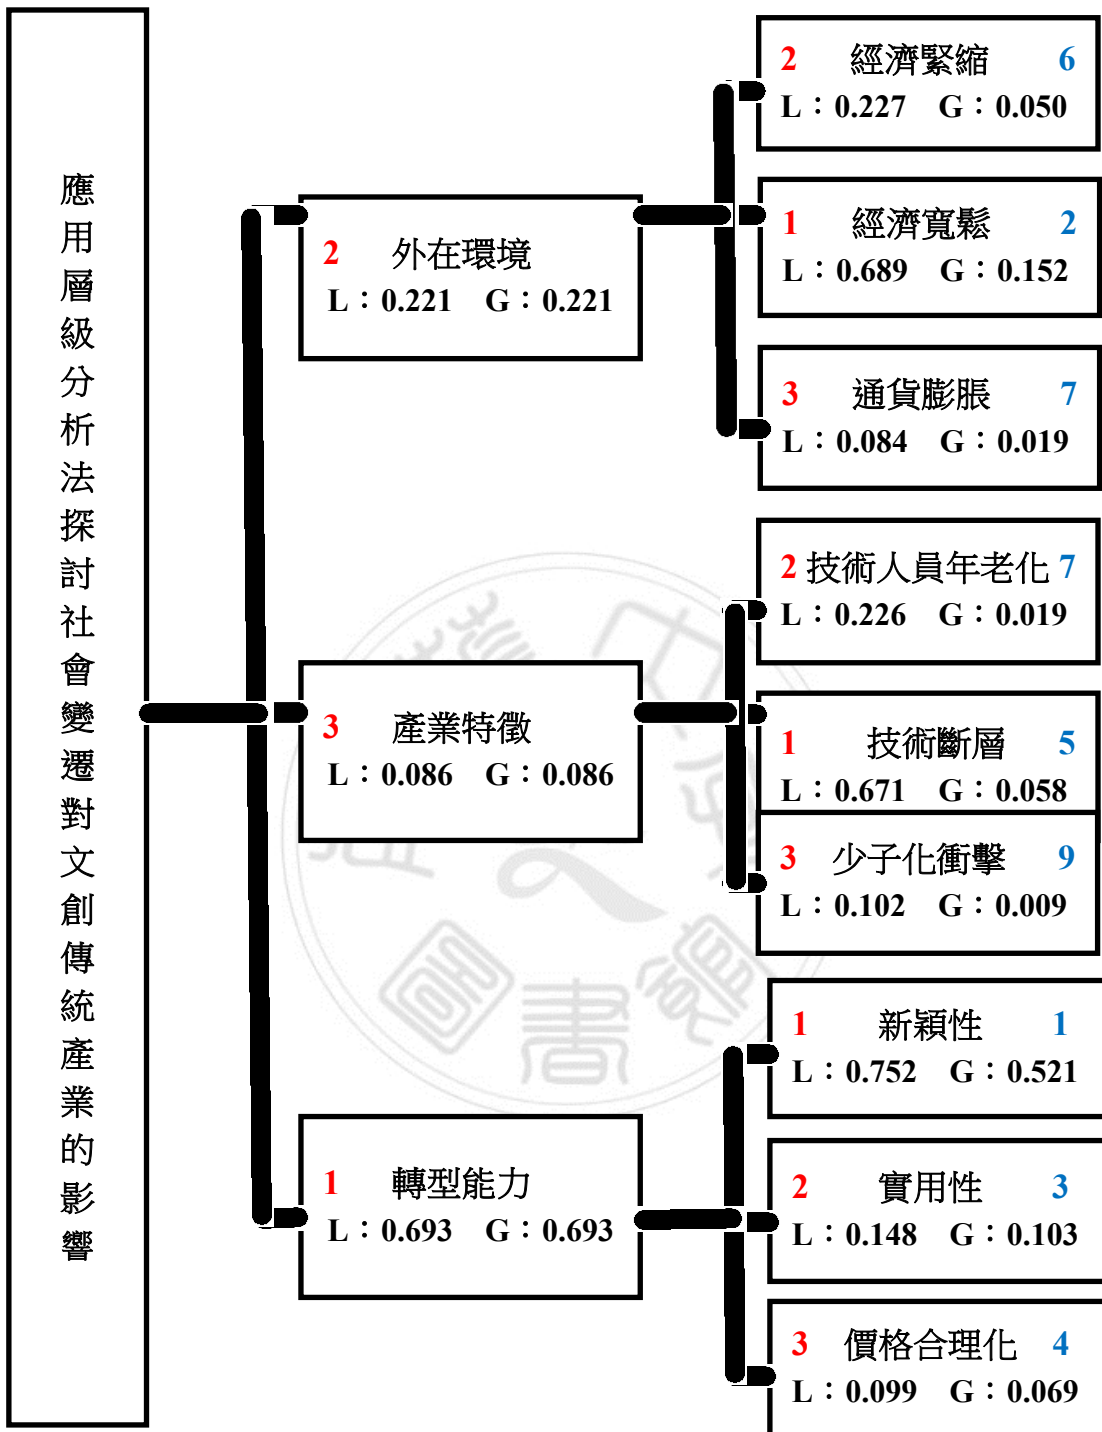 應用層級分析法探討社會變遷對文創傳統產業的影響
2 外在環境
L：0.221 G：0.221
3 產業特徵
L：0.086 G：0.086
1 轉型能力
L：0.693 G：0.693
2 經濟緊縮 6
L：0.227 G：0.050
1 經濟寬鬆 2
L：0.689 G：0.152
3 通貨膨脹 7
L：0.084 G：0.019
2 技術人員年老化 7
L：0.226 G：0.019
1 技術斷層 5
L：0.671 G：0.058
3 少子化衝擊 9
L：0.102 G：0.009
1 新穎性 1
L：0.752 G：0.521
2 實用性 3
L：0.148 G：0.103
3 價格合理化 4
L：0.099 G：0.069